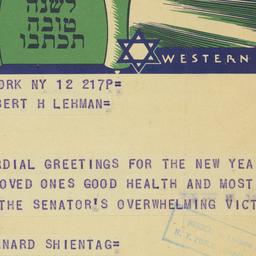 לשנה
טובה
תכתבו
WESTERN
ORK NY 12 217P=
BERT H LEHMAN=
RDIAL GREETINGS FOR THE NEW YEA
OVED ONES GOOD HEALTH AND MOST
THE SENATOR'S OVERWHELMING VICT
RNARD SHIENTAG=